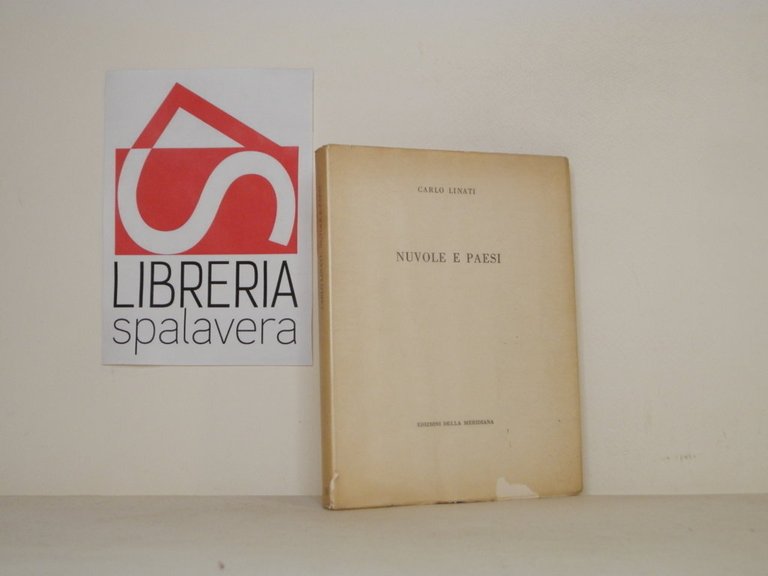 LIBRERIA
spalavera
CARLO LINATI
NUVOLE E PAESI
EDIZIONI DELLA MERIDIANA